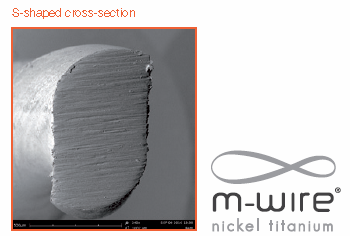 S-shaped cross-section
m-wire®
nickel titanium